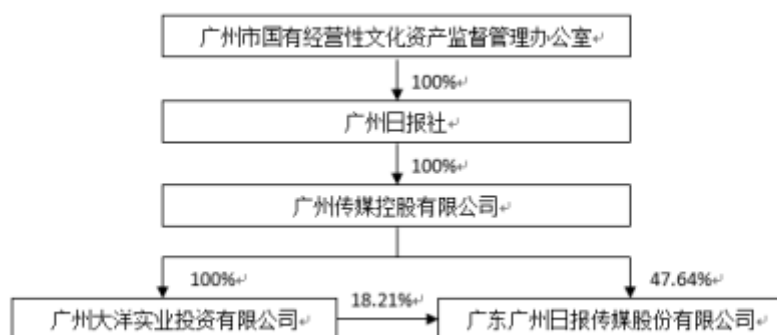 广州市国有经营性文化资产监督管理办公室
100%
广州日报社
100%
广州传媒控股有限公司
100%
47.64%
广州大洋实业投资有限公司
18.21%
广东广州日报传媒股份有限公司